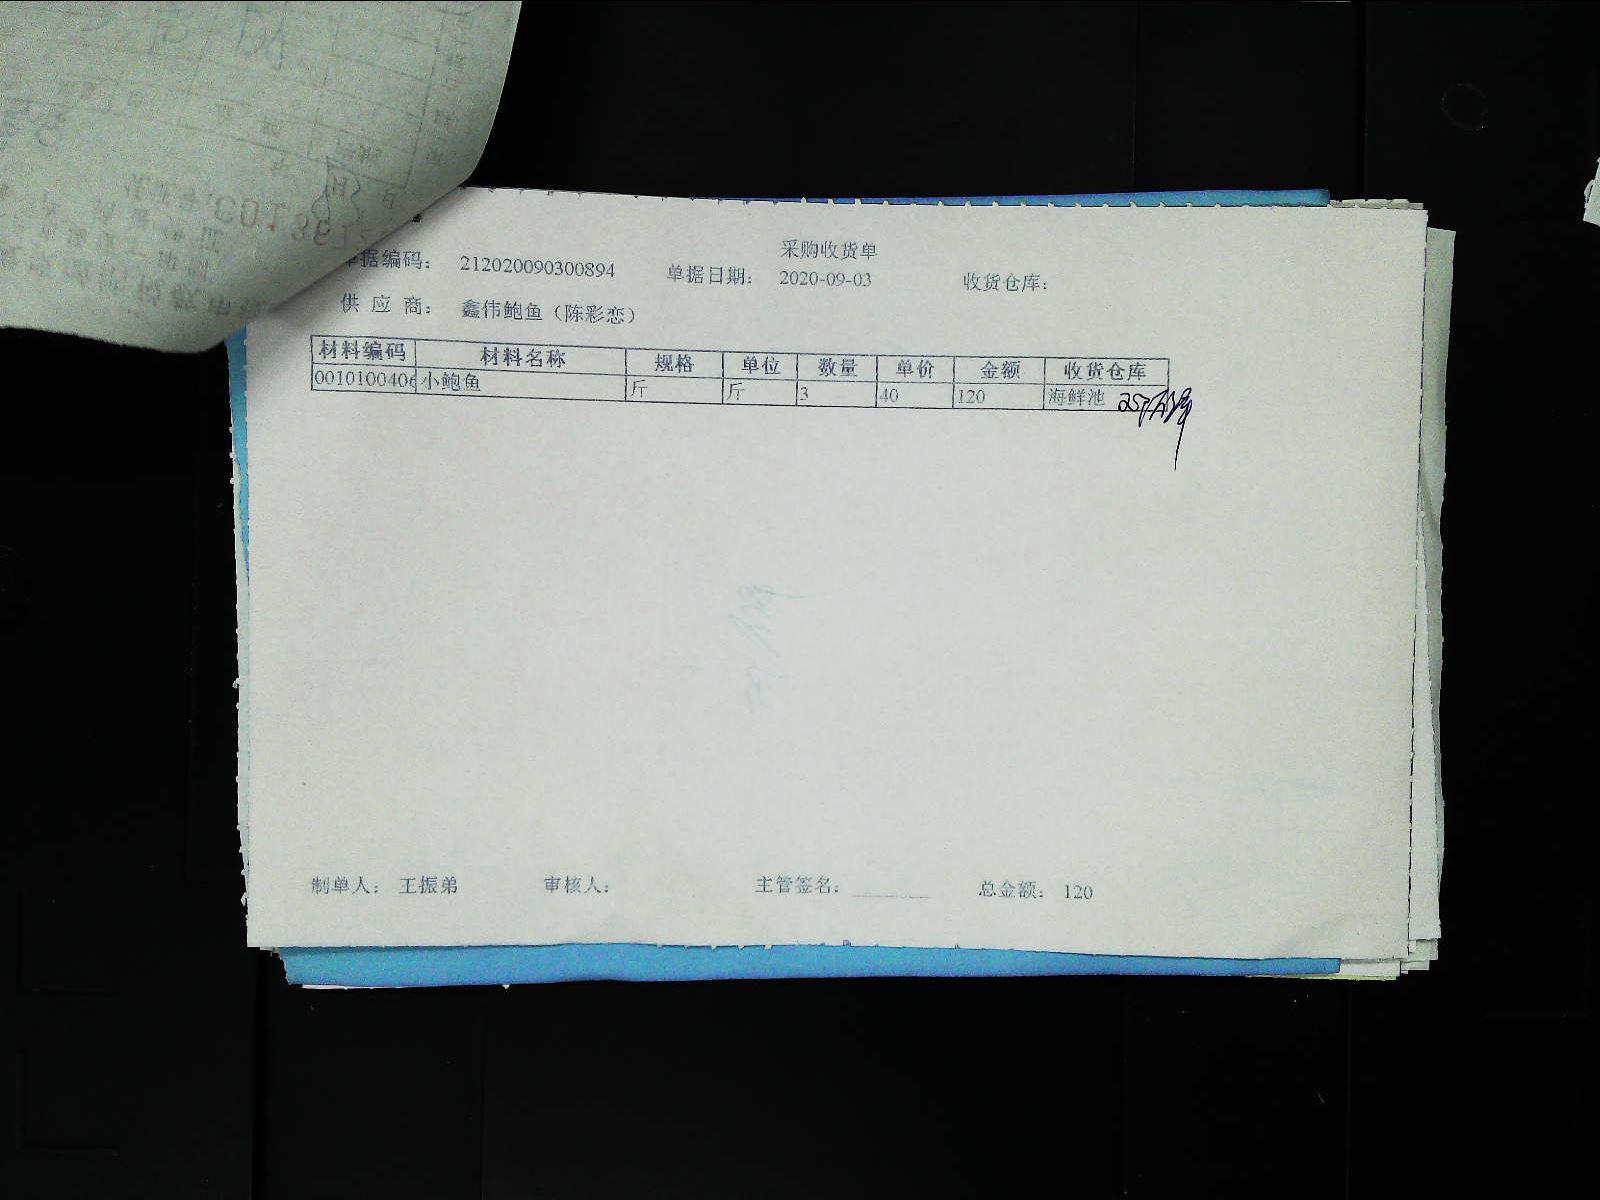 采购收货单
单据编码： 212020090300894 单据日期： 2020-09-03 收货仓库：
供 应 商： 鑫伟鲍鱼（陈彩恋）
材料编码 材料名称 规格 单位 数量 单价 金额 收货仓库
0010100406 小鲍鱼 斤 斤 3 40 120 海鲜池
制单人： 王振弟 审核人： 主管签名： 总金额： 120